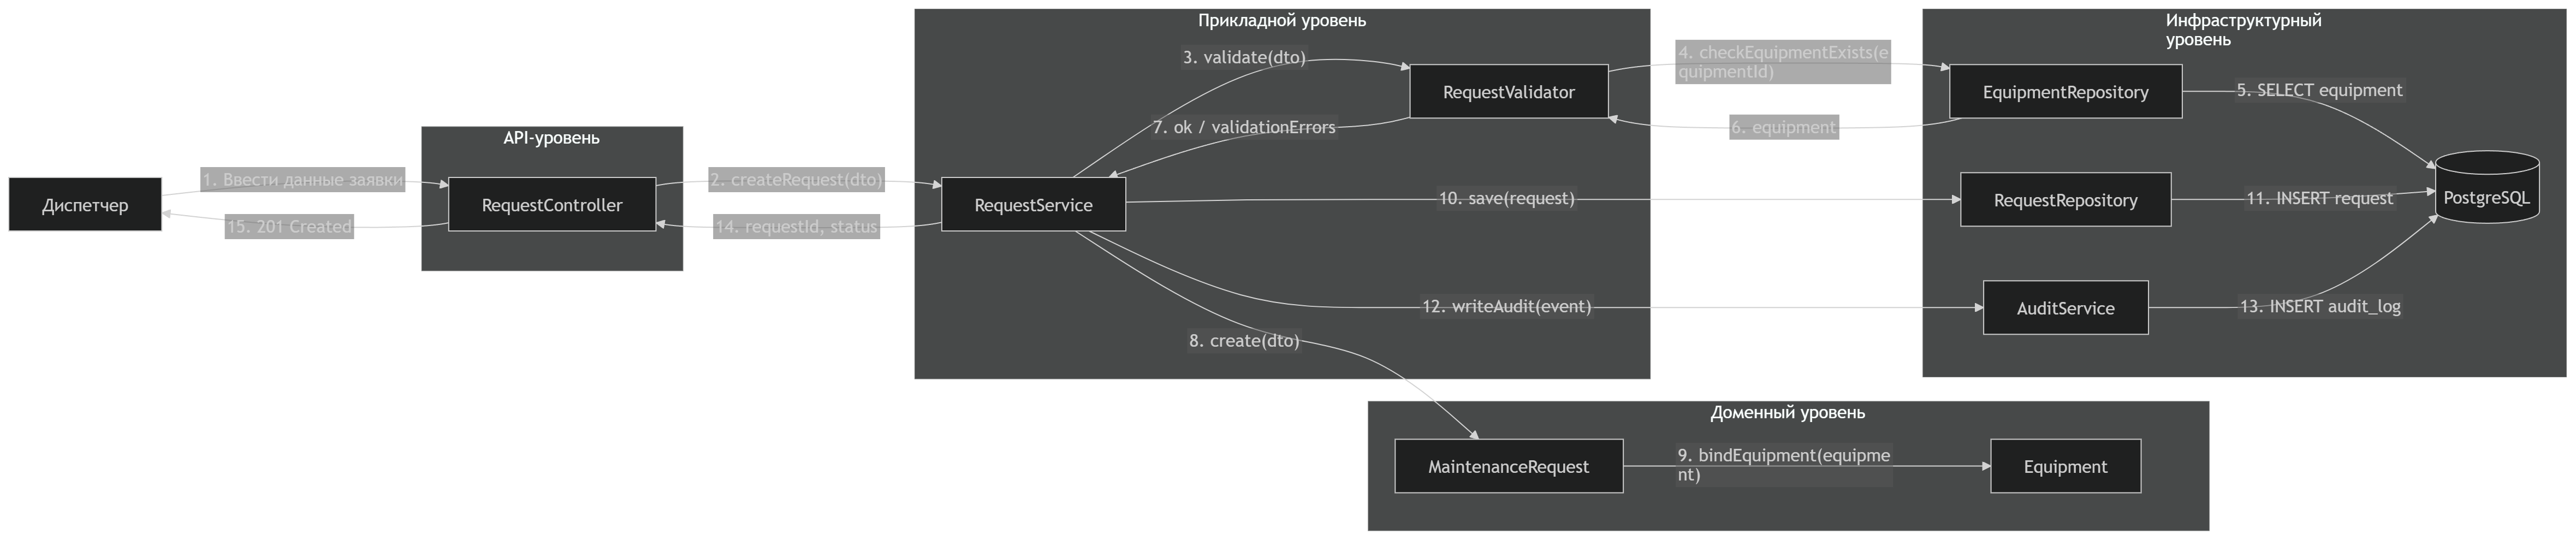 Прикладной уровень
Инфраструктурный
уровень
3. validate(dto)
4. checkEquipmentExists(e
quipmentId)
RequestValidator
EquipmentRepository
5. SELECT equipment
7. ok / validationErrors
6. equipment
API-уровень
1. Ввести данные заявки
2. createRequest(dto)
Диспетчер
RequestController
RequestService
10. save(request)
RequestRepository
11. INSERT request
PostgreSQL
15. 201 Created
14. requestId, status
12. writeAudit(event)
AuditService
13. INSERT audit_log
8. create(dto)
Доменный уровень
MaintenanceRequest
9. bindEquipment(equipme
nt)
Equipment